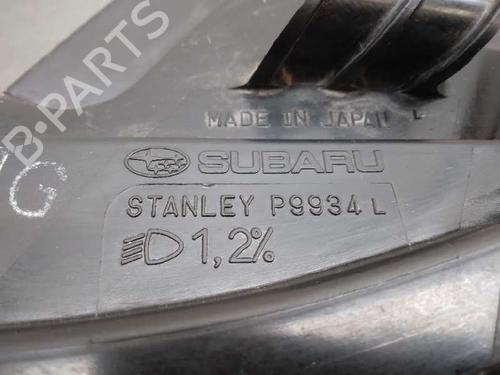 B-PARTS
MADE IN JAPAN L
SUBARU
STANLEY P9934 L
1,2%